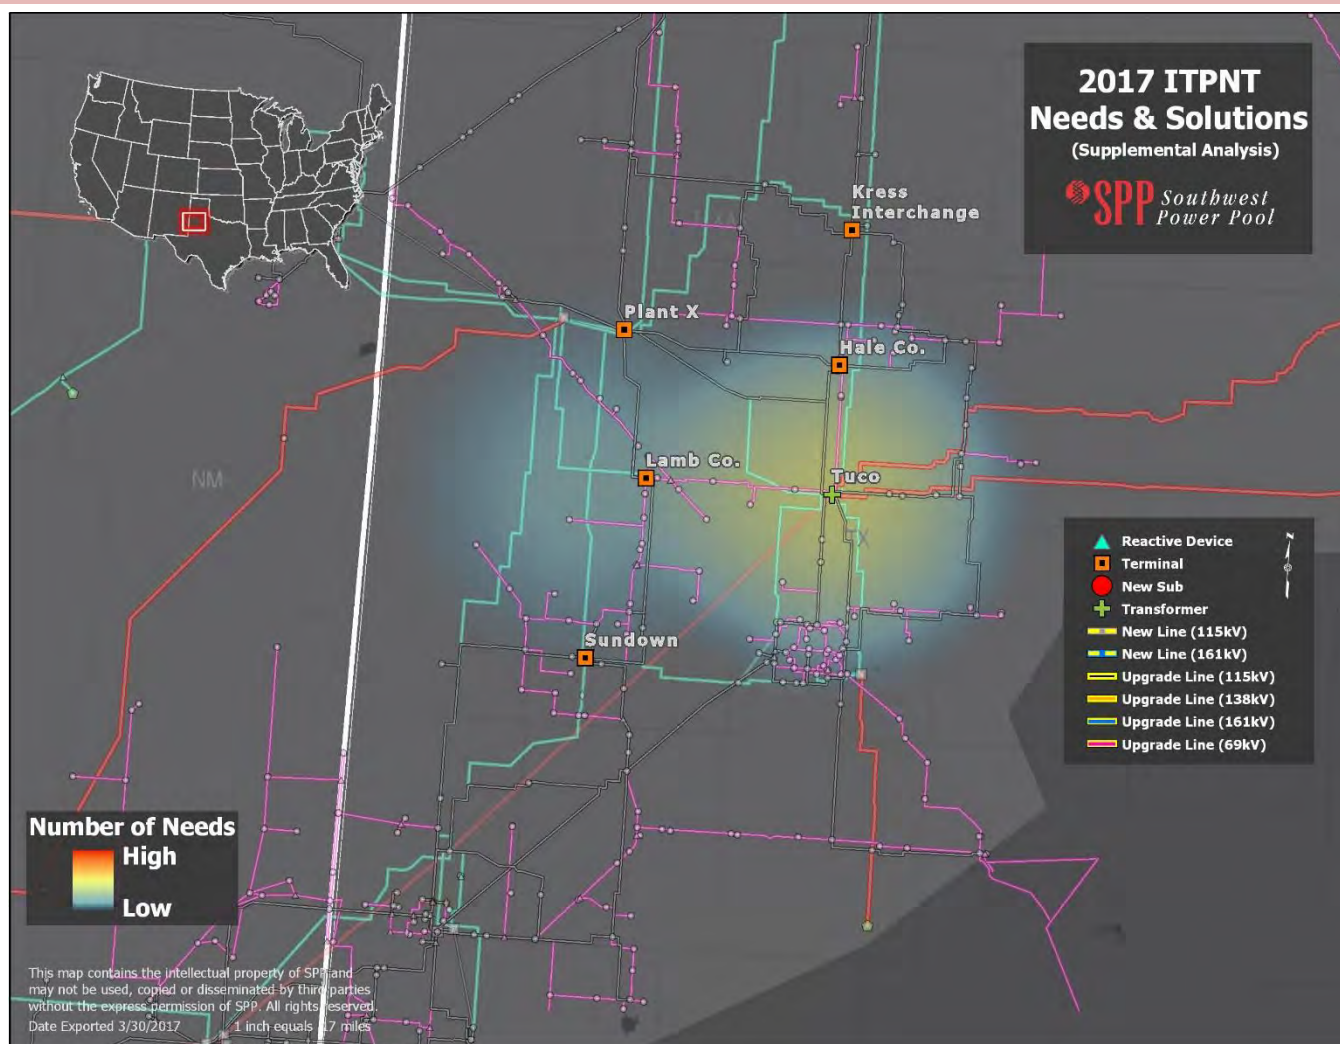 2017 ITPNT
Needs & Solutions
(Supplemental Analysis)
SPP Southwest
Power Pool
Kress
Interchange
Plant X
Hale Co.
Lamb Co.
Tuco
NM
TX
Sundown
Reactive Device
Terminal
New Sub
Transformer
New Line (115kV)
New Line (161kV)
Upgrade Line (115kV)
Upgrade Line (138kV)
Upgrade Line (161kV)
Upgrade Line (69kV)
N
Number of Needs
High
Low
This map contains the intellectual property of SPP and
may not be used, copied or disseminated by third parties
without the express permission of SPP. All rights reserved.
Date Exported 3/30/2017 1 inch equals 17 miles